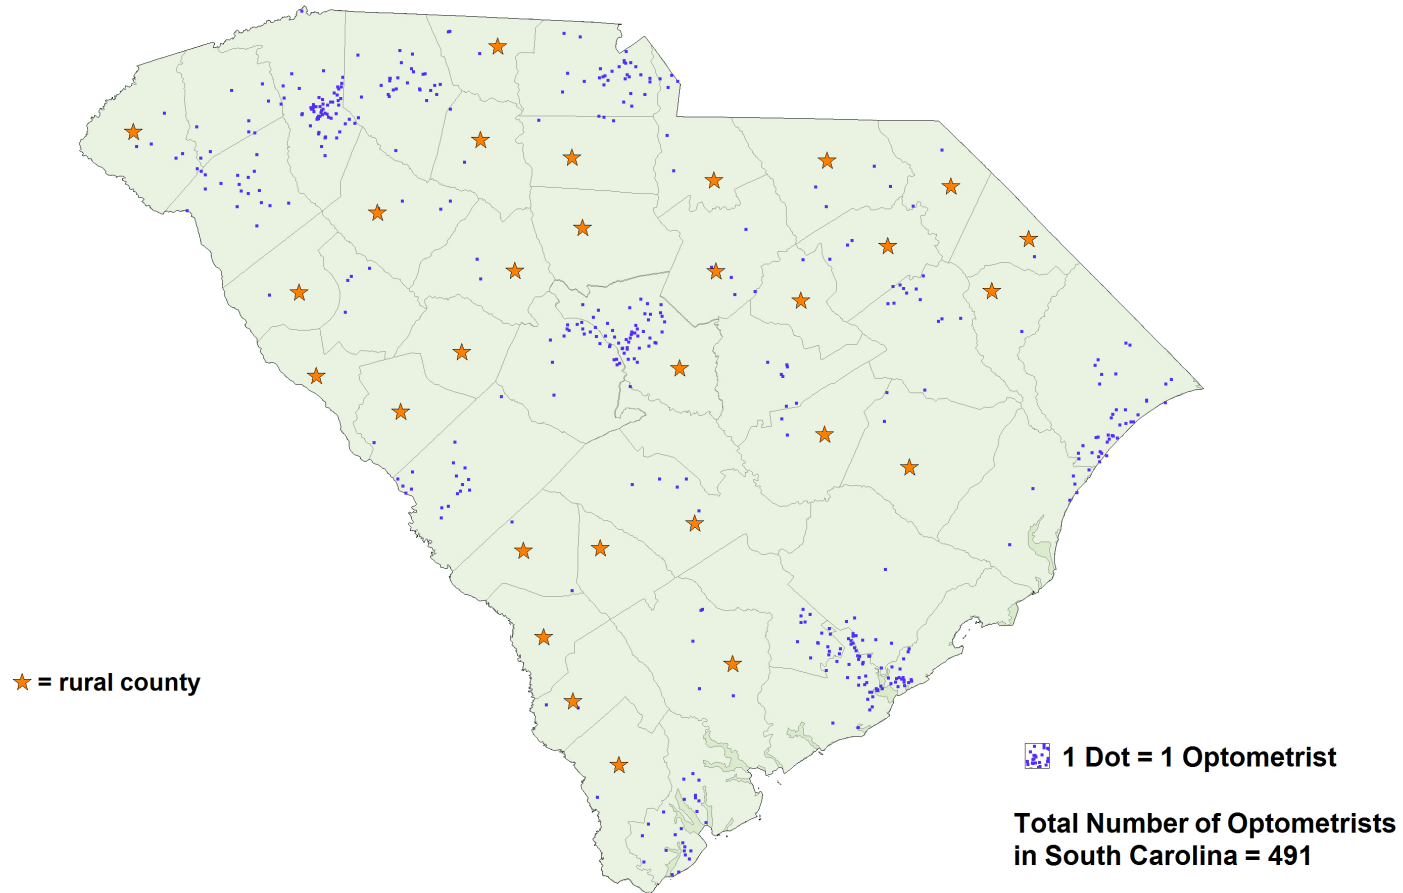 = rural county
1 Dot = 1 Optometrist
Total Number of Optometrists
in South Carolina = 491